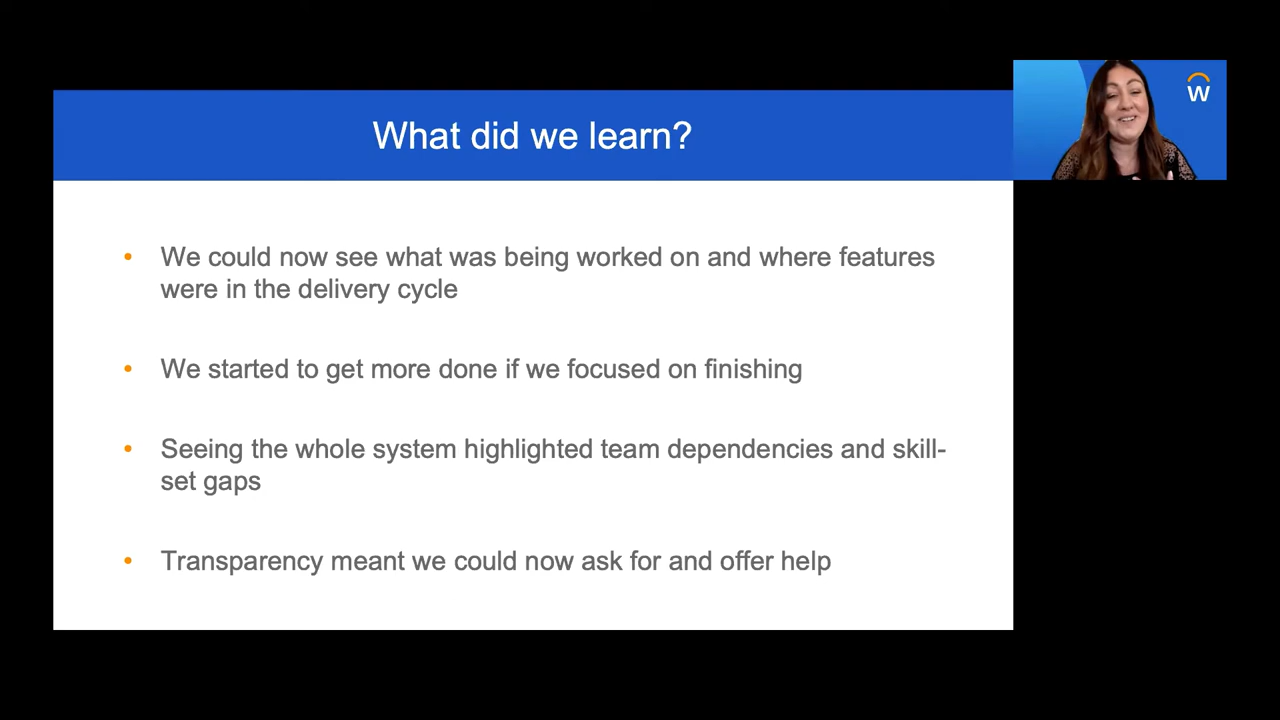 What did we learn?
W
• We could now see what was being worked on and where features
were in the delivery cycle
• We started to get more done if we focused on finishing
• Seeing the whole system highlighted team dependencies and skill-
set gaps
• Transparency meant we could now ask for and offer help